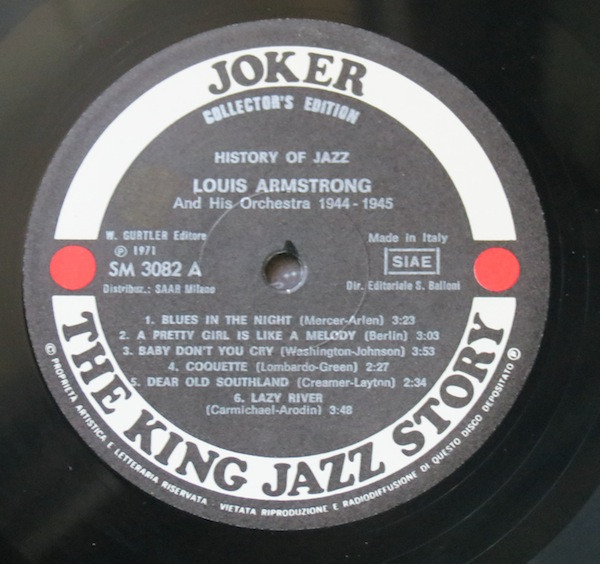 JOKER
COLLECTOR'S EDITION
HISTORY OF JAZZ
LOUIS ARMSTRONG
And His Orchestra 1944-1945
W. GURTLER Editore
Ⓟ 1971
SM 3082 A
Distribuz.: SAAR Milano
Made in Italy
SIAE
Dir. Editoriale S. Balloni
1. BLUES IN THE NIGHT (Mercer-Arlen) 3:23
2. A PRETTY GIRL IS LIKE A MELODY (Berlin) 3:03
3. BABY DON'T YOU CRY (Washington-Johnson) 3:53
4. COQUETTE (Lombardo-Green) 2:27
5. DEAR OLD SOUTHLAND (Creamer-Layton) 2:34
6. LAZY RIVER
(Carmichael-Arodin) 3:48
THE KING JAZZ STORY
© PROPRIETA ARTISTICA E LETTERARIA RISERVATA - VIETATA RIPRODUZIONE E RADIODIFFUSIONE DI QUESTO DISCO DEPOSITATO Ⓟ